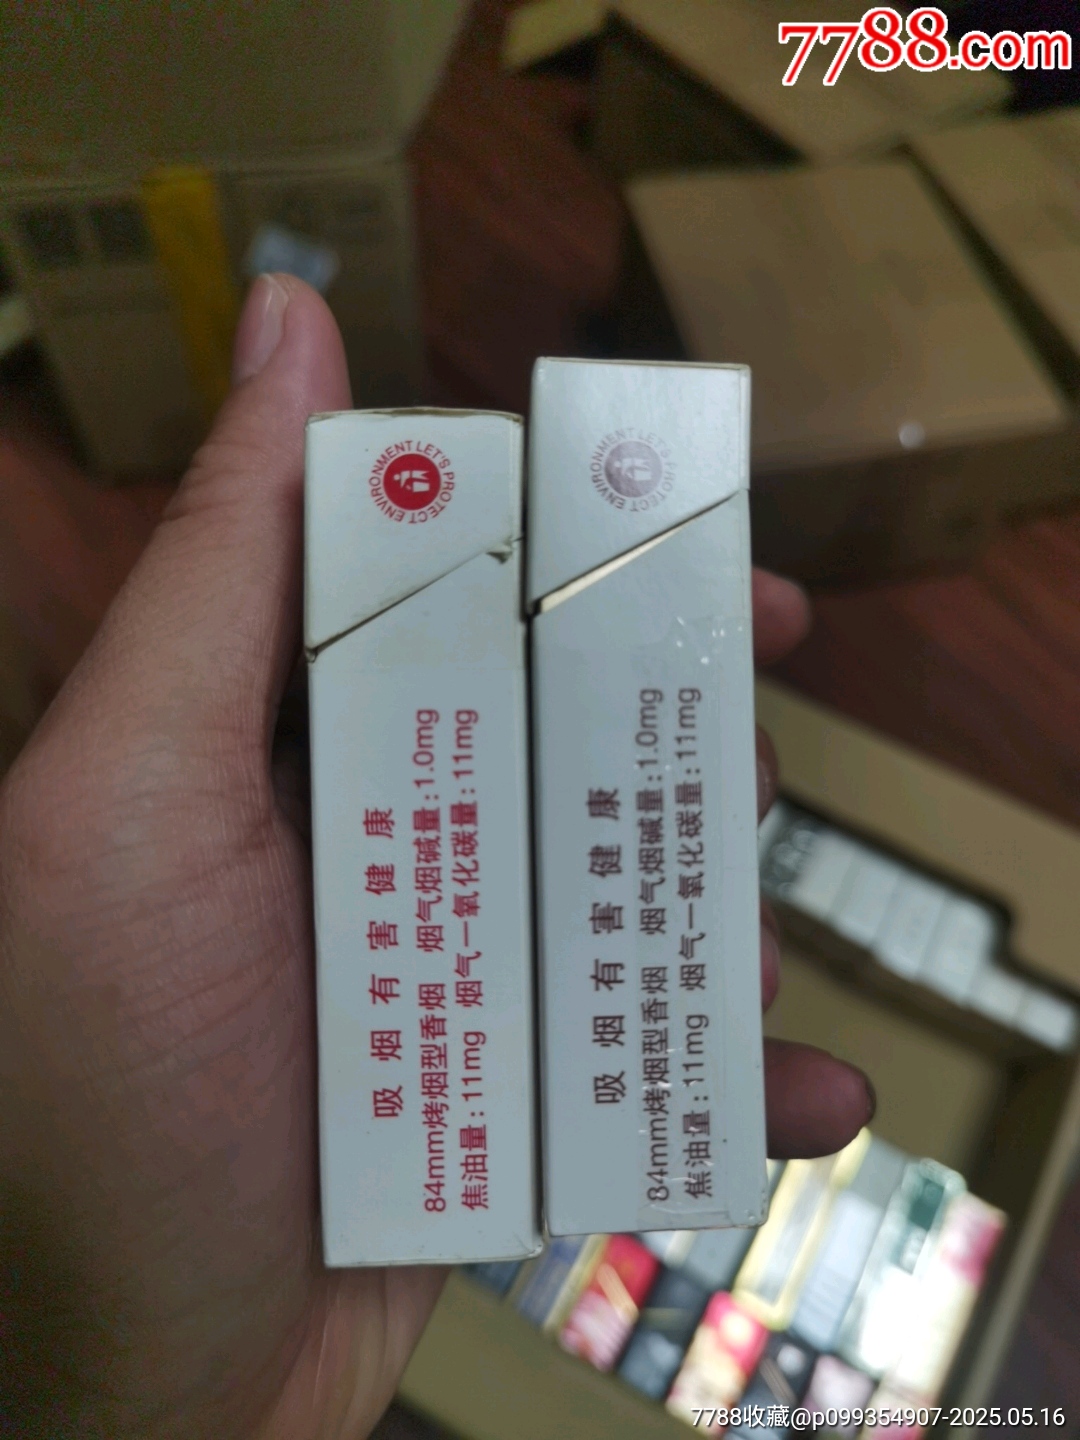 7788.com
ENVIRONMENT LET'S PROTECT
吸烟有害健康
84mm烤烟型香烟 烟气烟碱量:1.0mg
焦油量:11mg 烟气一氧化碳量:11mg
ENVIRONMENT LET'S PROTECT
吸烟有害健康
84mm烤烟型香烟 烟气烟碱量:1.0mg
焦油量:11mg 烟气一氧化碳量:11mg
7788收藏@p099354907-2025.05.16